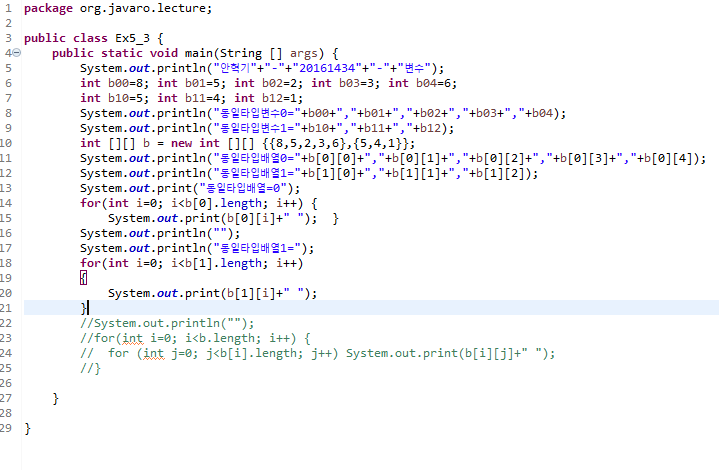 1 package org.javaro.lecture;
2
3 public class Ex5_3 {
4 public static void main(String [] args) {
5 System.out.println("안혁기"+"-"+"20161434"+"-"+"변수");
6 int b00=8; int b01=5; int b02=2; int b03=3; int b04=6;
7 int b10=5; int b11=4; int b12=1;
8 System.out.println("동일타입변수0="+b00+","+b01+","+b02+","+b03+","+b04);
9 System.out.println("동일타입변수1="+b10+","+b11+","+b12);
10 int [][] b = new int [][] {{8,5,2,3,6},{5,4,1}};
11 System.out.println("동일타입배열0="+b[0][0]+","+b[0][1]+","+b[0][2]+","+b[0][3]+","+b[0][4]);
12 System.out.println("동일타입배열1="+b[1][0]+","+b[1][1]+","+b[1][2]);
13 System.out.print("동일타입배열=0");
14 for(int i=0; i<b[0].length; i++) {
15 System.out.print(b[0][i]+" "); }
16 System.out.println("");
17 System.out.println("동일타입배열1=");
18 for(int i=0; i<b[1].length; i++)
19 {
20 System.out.print(b[1][i]+" ");
21 }
22 //System.out.println("");
23 //for(int i=0; i<b.length; i++) {
24 // for (int j=0; j<b[i].length; j++) System.out.print(b[i][j]+" ");
25 //}
26
27 }
28
29 }